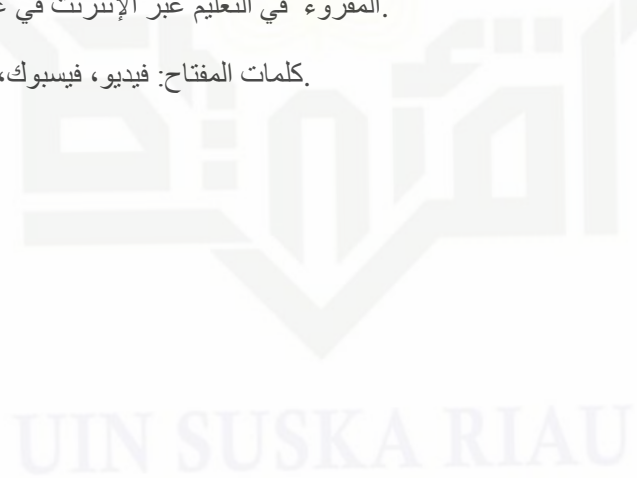 المقروء في التعليم عبر الإنترنت في
.كلمات المفتاح: فيديو، فيسبوك،
UIN SUSKA RIAU